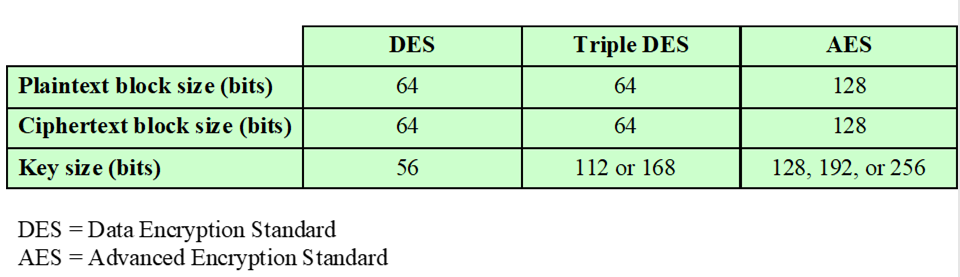 DES Triple DES AES
Plaintext block size (bits) 64 64 128
Ciphertext block size (bits) 64 64 128
Key size (bits) 56 112 or 168 128, 192, or 256
DES = Data Encryption Standard
AES = Advanced Encryption Standard